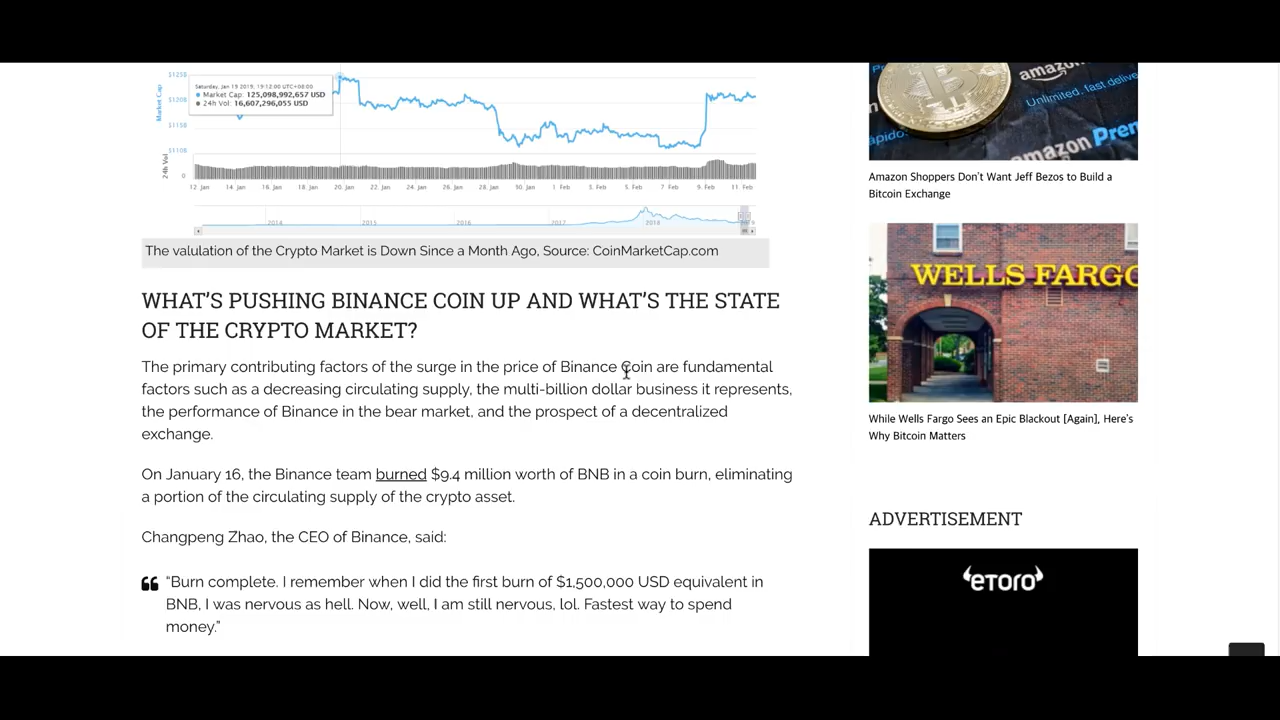 $125B
Saturday, Jan 19 2019, 19:12:00 UTC+00:00
Market Cap: 125,098,992,657 USD
24h Vol: 16,607,296,055 USD
$120B
$115B
$110B
Market Cap
24h Vol
0
12. Jan 14. Jan 16. Jan 18. Jan 20. Jan 22. Jan 24. Jan 26. Jan 28. Jan 30. Jan 1. Feb 3. Feb 5. Feb 7. Feb 9. Feb 11. Feb
2014 2015 2016 2017 2018
The valulation of the Crypto Market is Down Since a Month Ago, Source: CoinMarketCap.com
WHAT’S PUSHING BINANCE COIN UP AND WHAT’S THE STATE
OF THE CRYPTO MARKET?
The primary contributing factors of the surge in the price of Binance Coin are fundamental
factors such as a decreasing circulating supply, the multi-billion dollar business it represents,
the performance of Binance in the bear market, and the prospect of a decentralized
exchange.
On January 16, the Binance team burned $9.4 million worth of BNB in a coin burn, eliminating
a portion of the circulating supply of the crypto asset.
Changpeng Zhao, the CEO of Binance, said:
“Burn complete. I remember when I did the first burn of $1,500,000 USD equivalent in
BNB, I was nervous as hell. Now, well, I am still nervous, lol. Fastest way to spend
money.”
amazon
Unlimited, fast delive
rápido.
amazon Pren
Amazon Shoppers Don’t Want Jeff Bezos to Build a
Bitcoin Exchange
WELLS FARGO
While Wells Fargo Sees an Epic Blackout [Again], Here’s
Why Bitcoin Matters
ADVERTISEMENT
eTORO